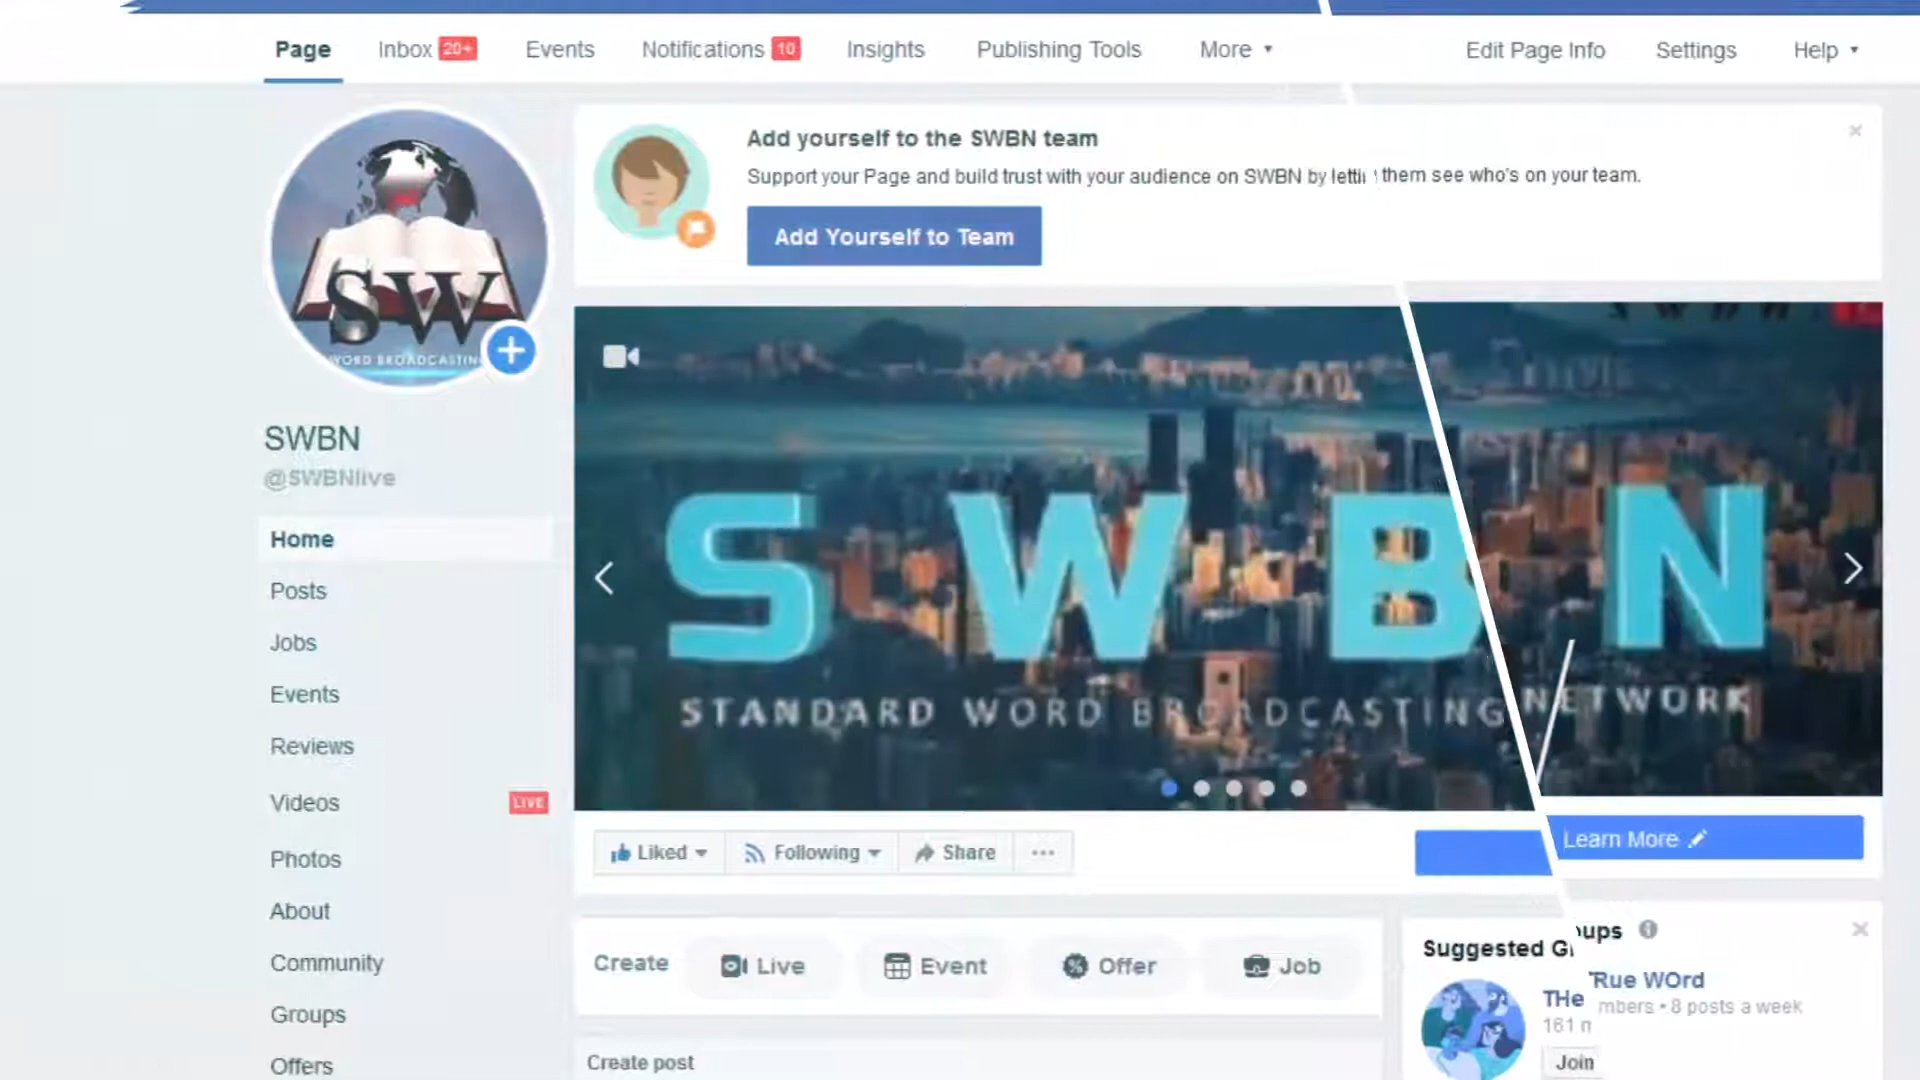 Page Inbox 20+ Events Notifications 10 Insights Publishing Tools More Edit Page Info Settings Help
Add yourself to the SWBN team
Support your Page and build trust with your audience on SWBN by them see who's on your team.
Add Yourself to Team
SW
WORD BROADCASTING
SWBN
@SWBNlive
Home
Posts
Jobs
Events
Reviews
Videos LIVE
Photos
About
Community
Groups
Offers
S W B N
STANDARD WORD BROADCASTING NETWORK
Liked Following Share ...
Learn More
Create Live Event Offer Job
Create post
Suggested
THe Rue WOrd
161 • 8 posts a week
Join